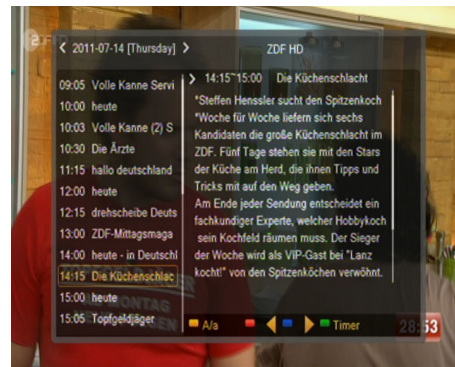 ZDF
2011-07-14 [Thursday]
ZDF HD
09:05 Volle Kanne Servi
10:00 heute
10:03 Volle Kanne (2) S
10:30 Die Ärzte
11:15 hallo deutschland
12:00 heute
12:15 drehscheibe Deuts
13:00 ZDF-Mittagsmaga
14:00 heute - in Deutschl
14:15 Die Küchenschlac
15:00 heute
15:05 Topfgeldjäger
14:15~15:00 Die Küchenschlacht
"Steffen Henssler sucht den Spitzenkoch
"Woche für Woche liefern sich sechs
Kandidaten die große Küchenschlacht im
ZDF. Fünf Tage stehen sie mit den Stars
der Küche am Herd, die ihnen Tipps und
Tricks mit auf den Weg geben.
Am Ende jeder Sendung entscheidet ein
fachkundiger Experte, welcher Hobbykoch
sein Kochfeld räumen muss. Der Sieger
der Woche wird als VIP-Gast bei "Lanz
kocht!" von den Spitzenköchen verwöhnt.
A/a
Timer
28:53